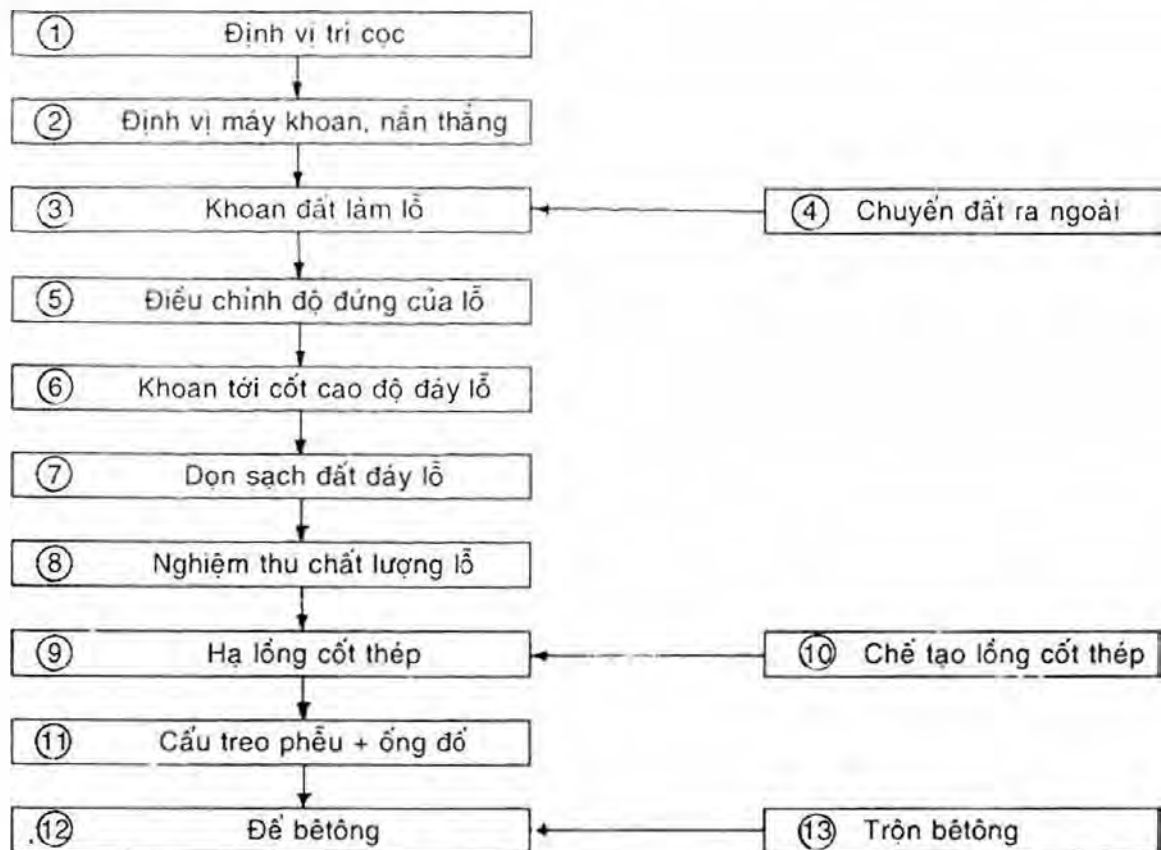 ① Định vị trí cọc
② Định vị máy khoan, nắn thẳng
③ Khoan đất làm lỗ
④ Chuyển đất ra ngoài
⑤ Điều chỉnh độ đứng của lỗ
⑥ Khoan tới cốt cao độ đáy lỗ
⑦ Dọn sạch đất đáy lỗ
⑧ Nghiệm thu chất lượng lỗ
⑨ Hạ lồng cốt thép
⑩ Chế tạo lồng cốt thép
⑪ Cẩu treo phễu + ống đổ
⑫ Để bêtông
⑬ Trộn bêtông